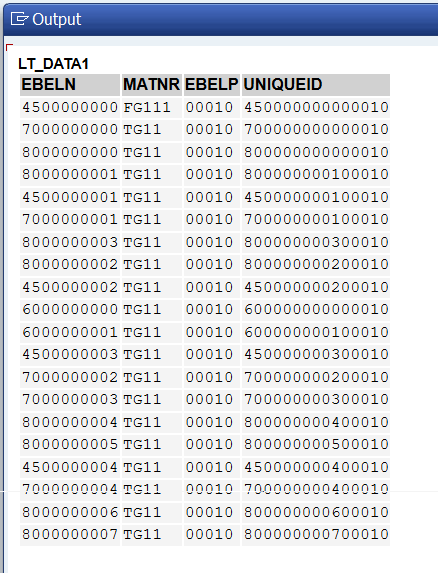 Output
LT_DATA1
EBELN MATNR EBELP UNIQUEID
4500000000 FG111 00010 450000000000010
7000000000 TG11 00010 700000000000010
8000000000 TG11 00010 800000000000010
8000000001 TG11 00010 800000000100010
4500000001 TG11 00010 450000000100010
7000000001 TG11 00010 700000000100010
8000000003 TG11 00010 800000000300010
8000000002 TG11 00010 800000000200010
4500000002 TG11 00010 450000000200010
6000000000 TG11 00010 600000000000010
6000000001 TG11 00010 600000000100010
4500000003 TG11 00010 450000000300010
7000000002 TG11 00010 700000000200010
7000000003 TG11 00010 700000000300010
8000000004 TG11 00010 800000000400010
8000000005 TG11 00010 800000000500010
4500000004 TG11 00010 450000000400010
7000000004 TG11 00010 700000000400010
8000000006 TG11 00010 800000000600010
8000000007 TG11 00010 800000000700010